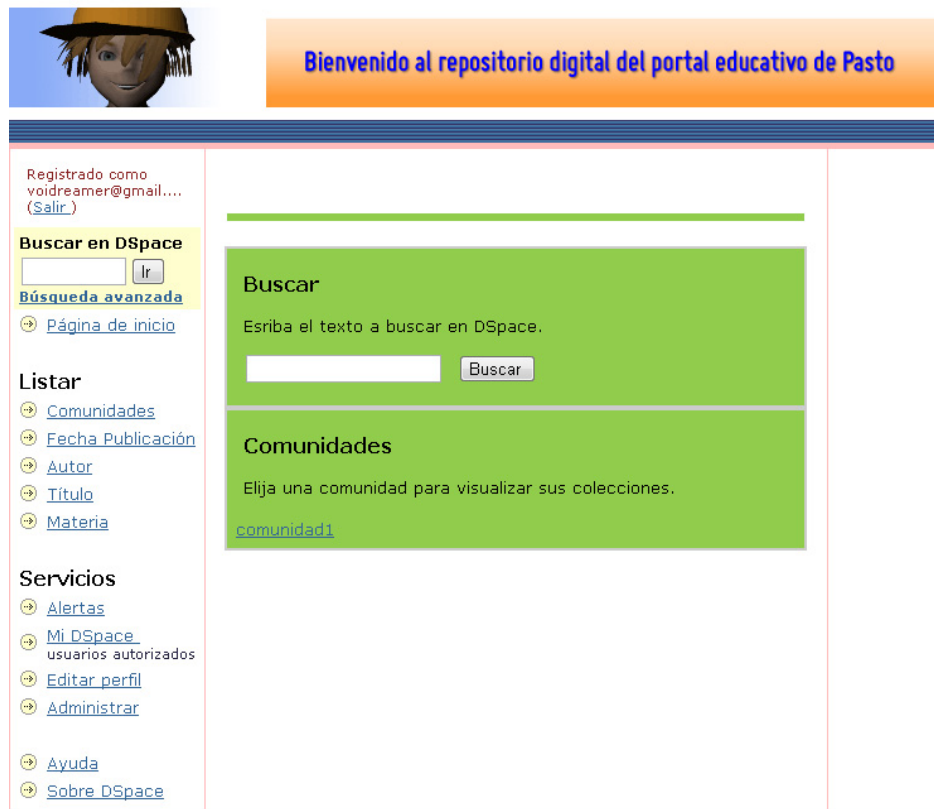 Bienvenido al repositorio digital del portal educativo de Pasto
Registrado como
voidreamer@gmail....
(Salir )
Buscar en DSpace
Ir
Búsqueda avanzada
Página de inicio
Listar
Comunidades
Fecha Publicación
Autor
Título
Materia
Servicios
Alertas
Mi DSpace
usuarios autorizados
Editar perfil
Administrar
Ayuda
Sobre DSpace
Buscar
Esriba el texto a buscar en DSpace.
Buscar
Comunidades
Elija una comunidad para visualizar sus colecciones.
comunidad1